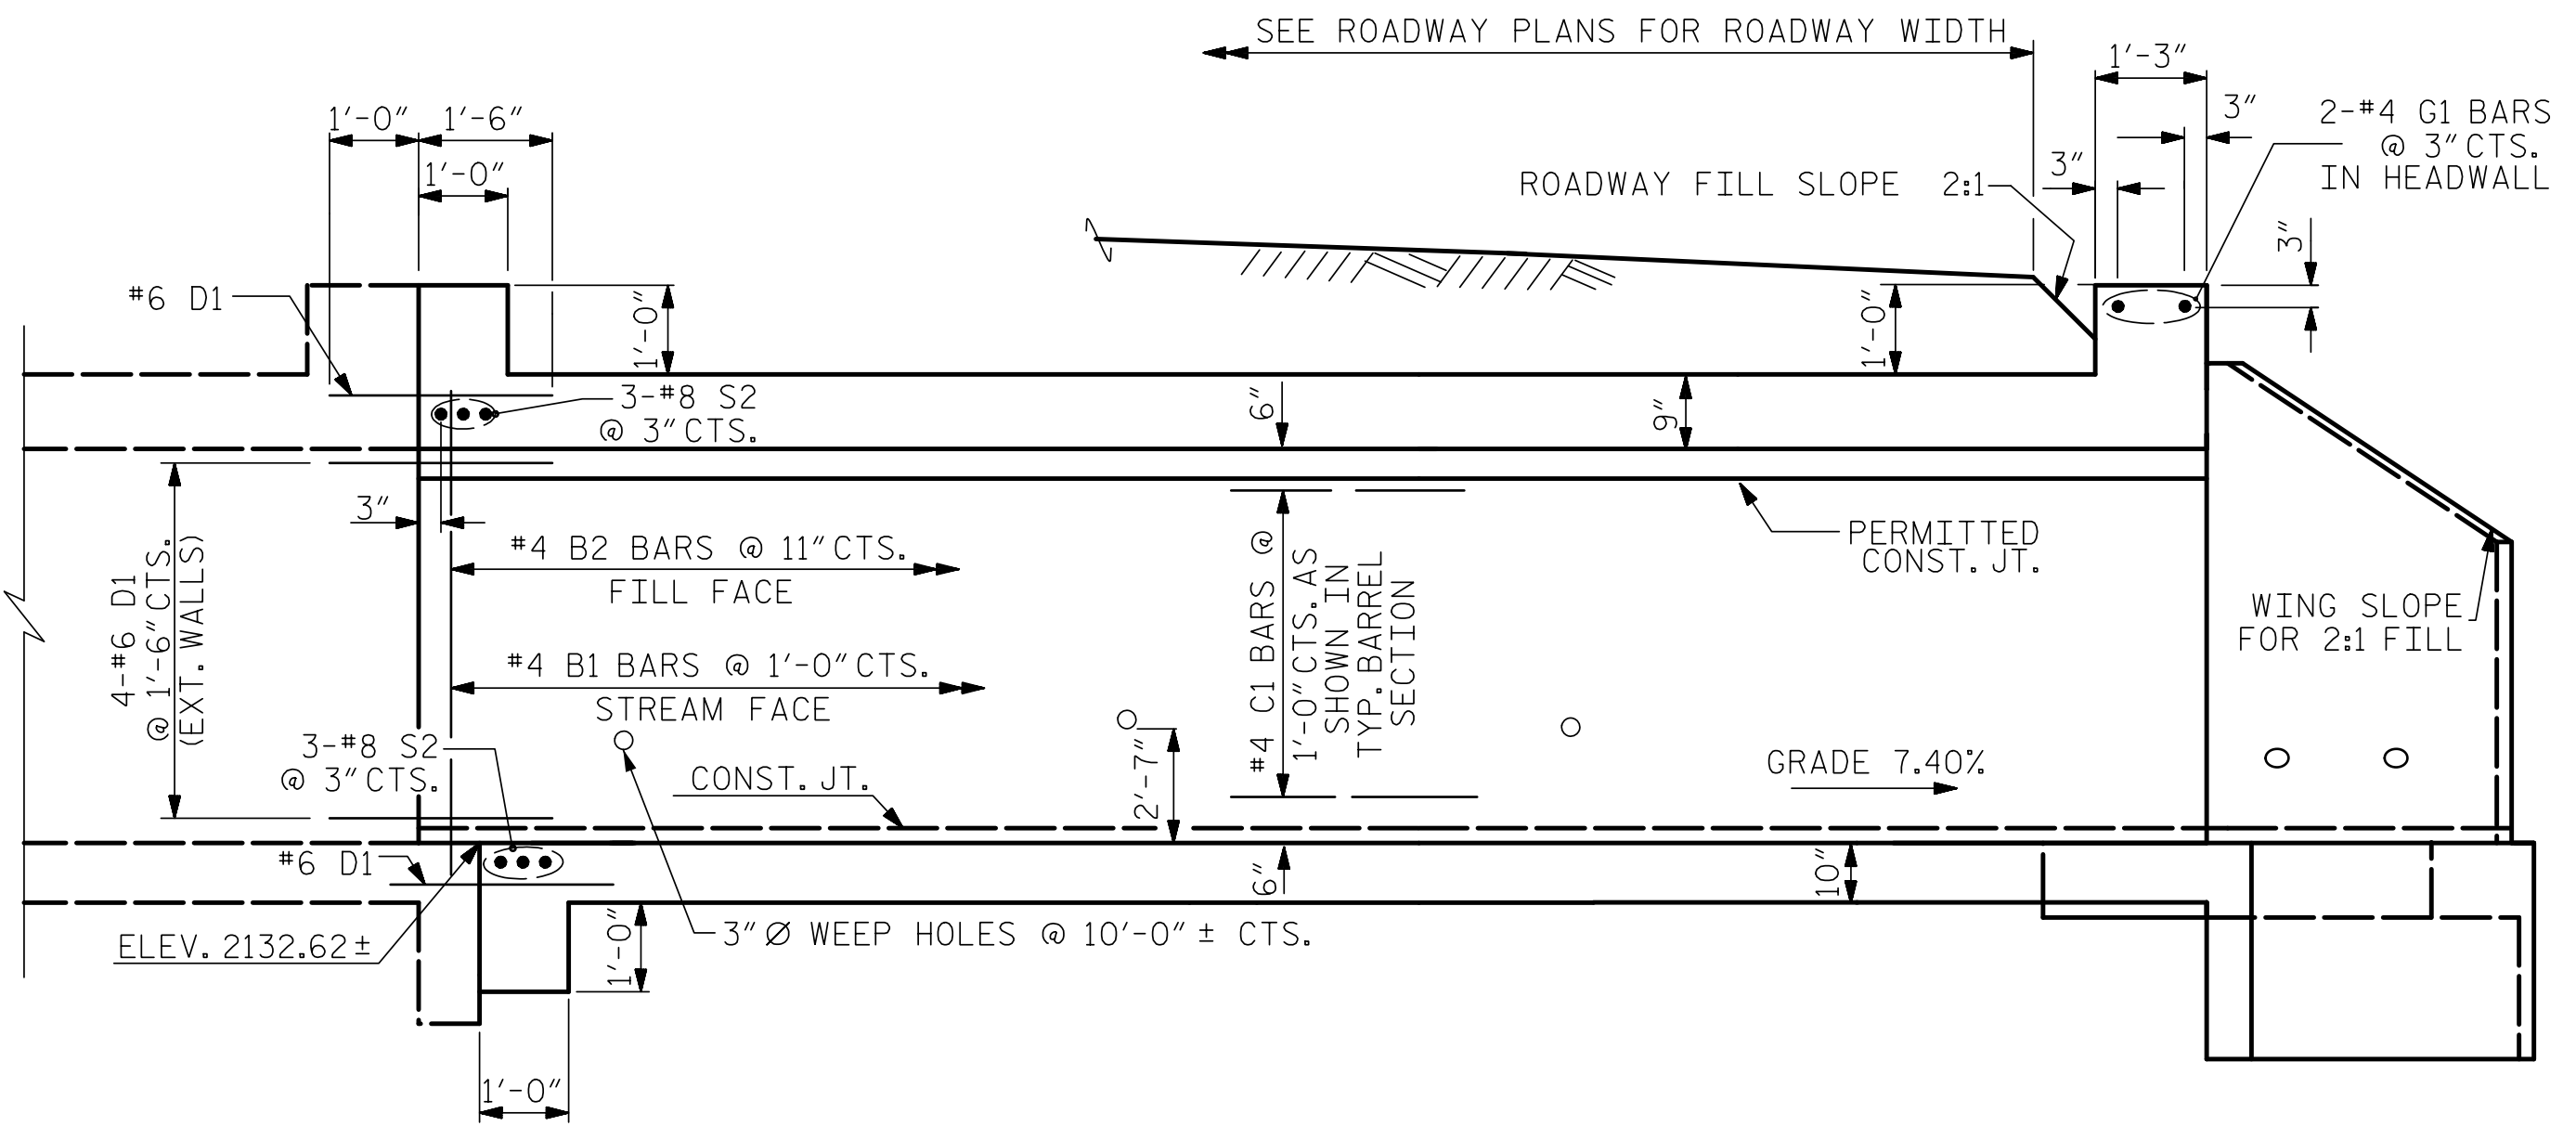 SEE ROADWAY PLANS FOR ROADWAY WIDTH
1'-3"
1'-0"
1'-6"
3"
2-#4 G1 BARS
@ 3" CTS.
IN HEADWALL
1'-0"
3"
ROADWAY FILL SLOPE 2:1
3"
#6 D1
1'-0"
1'-0"
3-#8 S2
@ 3" CTS.
6"
9"
3"
#4 B2 BARS @ 11" CTS.
FILL FACE
PERMITTED
CONST. JT.
4-#6 D1
@ 1'-6" CTS.
(EXT. WALLS)
#4 C1 BARS @
1'-0" CTS. AS
SHOWN IN
TYP. BARREL
SECTION
WING SLOPE
FOR 2:1 FILL
#4 B1 BARS @ 1'-0" CTS.
STREAM FACE
3-#8 S2
@ 3" CTS.
CONST. JT.
2'-7"
GRADE 7.40%
#6 D1
6"
10"
ELEV. 2132.62±
1'-0"
3" Ø WEEP HOLES @ 10'-0" ± CTS.
1'-0"